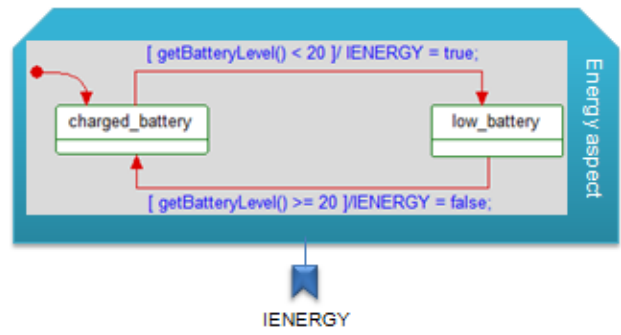 [ getBatteryLevel() < 20 ]/ IENERGY = true;
charged_battery
low_battery
Energy aspect
[ getBatteryLevel() >= 20 ]/IENERGY = false;
IENERGY